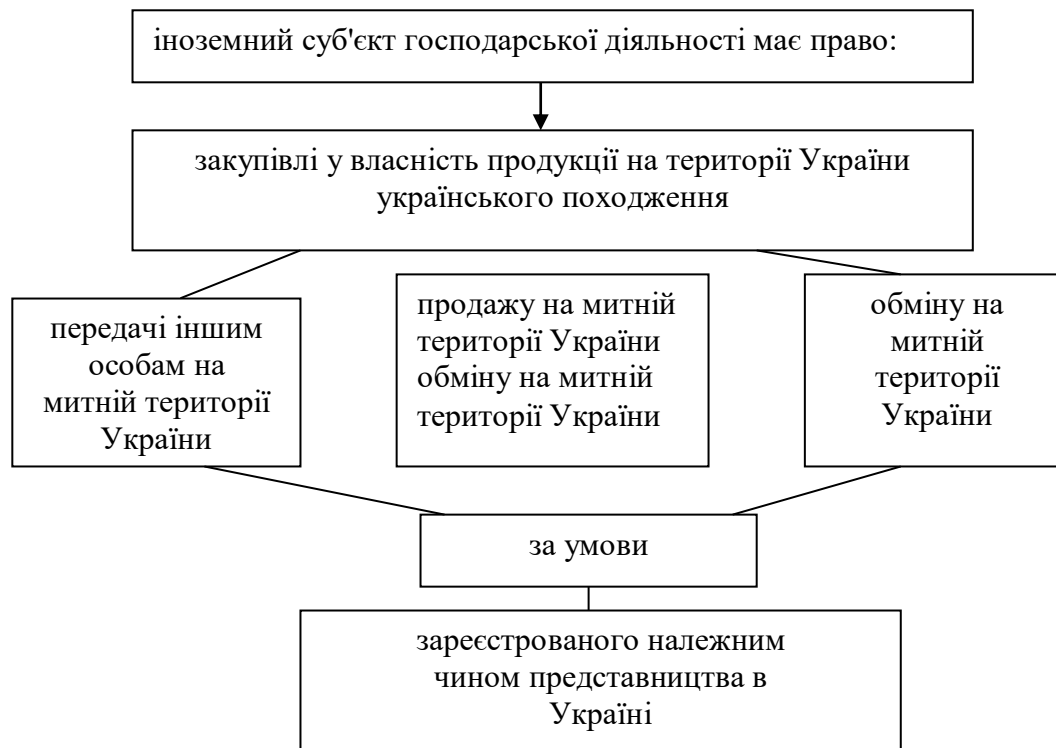 іноземний суб'єкт господарської діяльності має право:
закупівлі у власність продукції на території України
українського походження
передачі іншим
особам на
митній території
України
продажу на митній
території України
обміну на митній
території України
обміну на
митній
території
України
за умови
зареєстрованого належним
чином представництва в
Україні